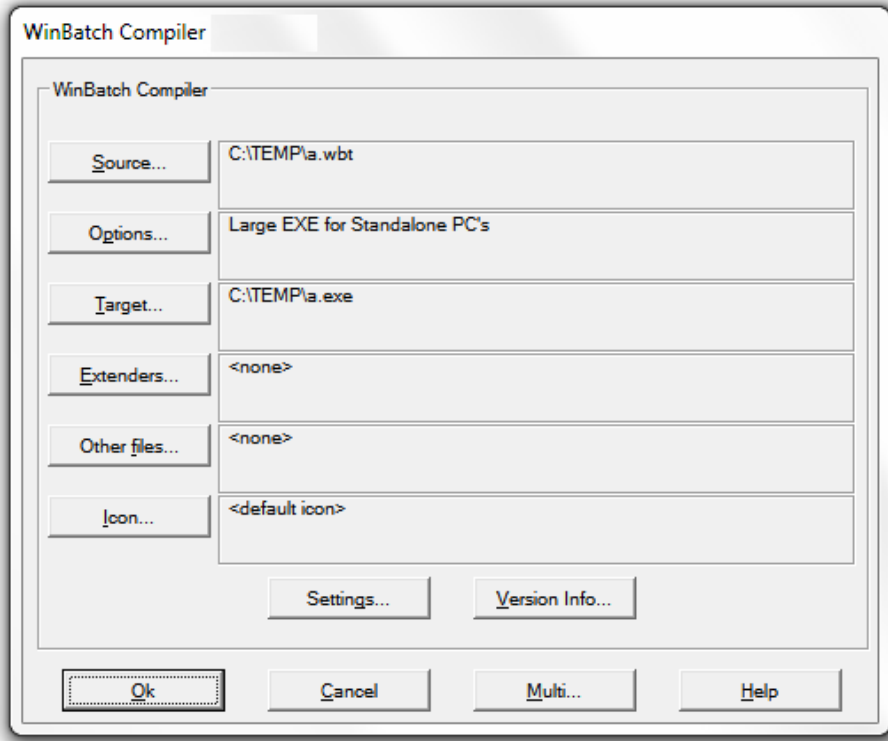 WinBatch Compiler
WinBatch Compiler
Source... C:\TEMP\a.wbt
Options... Large EXE for Standalone PC's
Target... C:\TEMP\a.exe
Extenders... <none>
Other files... <none>
Icon... <default icon>
Settings... Version Info...
Ok Cancel Multi... Help